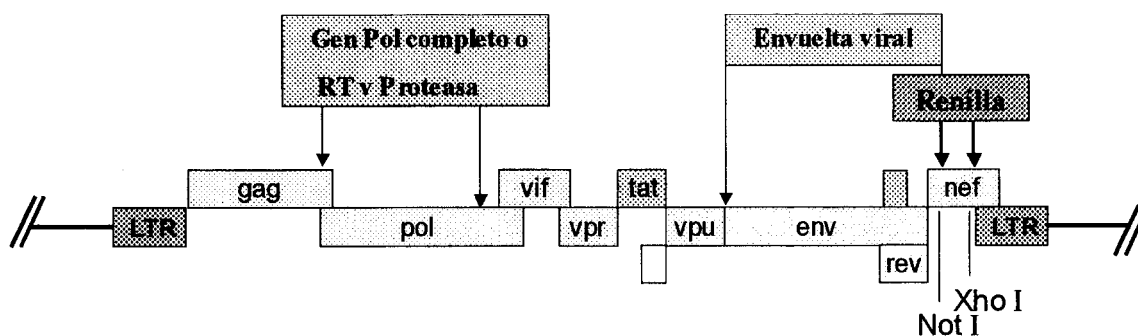 Gen Pol completo o
RT y Proteasa
Envuelta viral
Renilla
gag
vif
tat
nef
LTR
pol
vpr
vpu
env
LTR
rev
Xho I
Not I